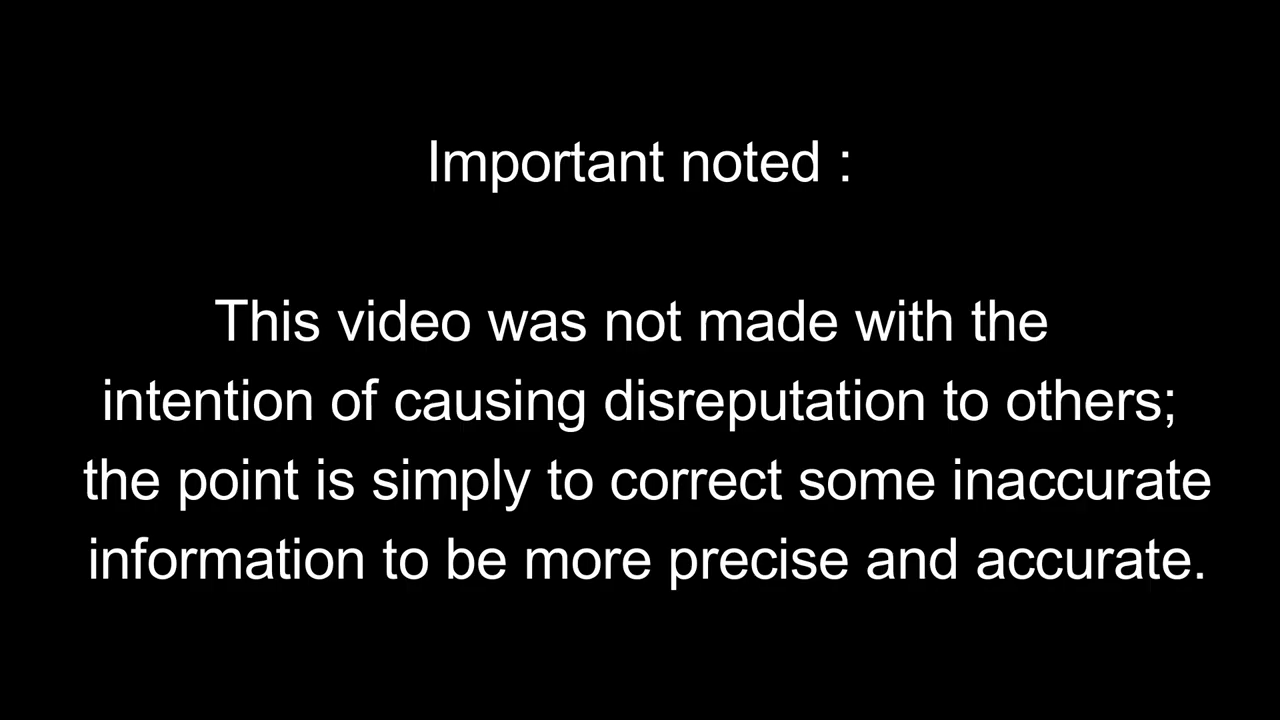 Important noted :
This video was not made with the
intention of causing disreputation to others;
the point is simply to correct some inaccurate
information to be more precise and accurate.